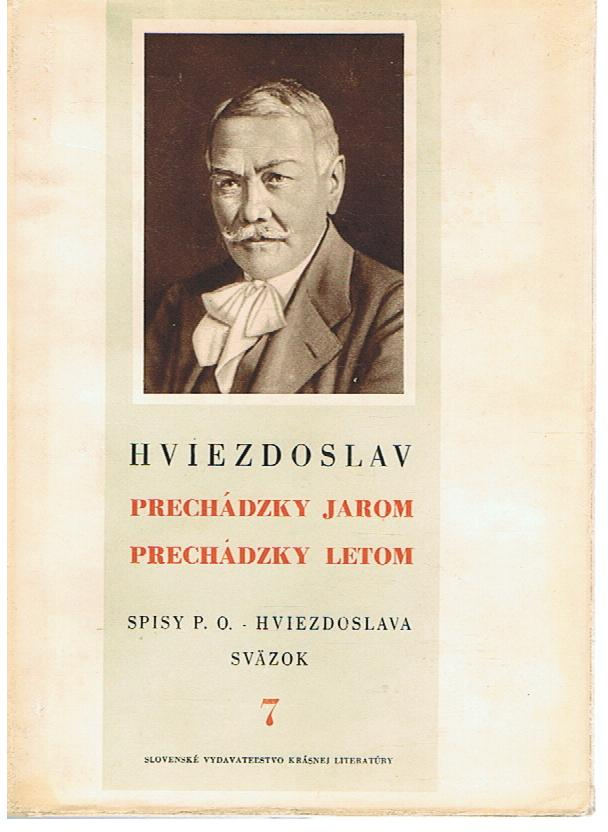 HVIEZDOSLAV
PRECHÁDZKY JAROM
PRECHÁDZKY LETOM
SPISY P. O. - HVIEZDOSLAVA
SVÄZOK
7
SLOVENSKÉ VYDAVATEĽSTVO KRÁSNEJ LITERATÚRY